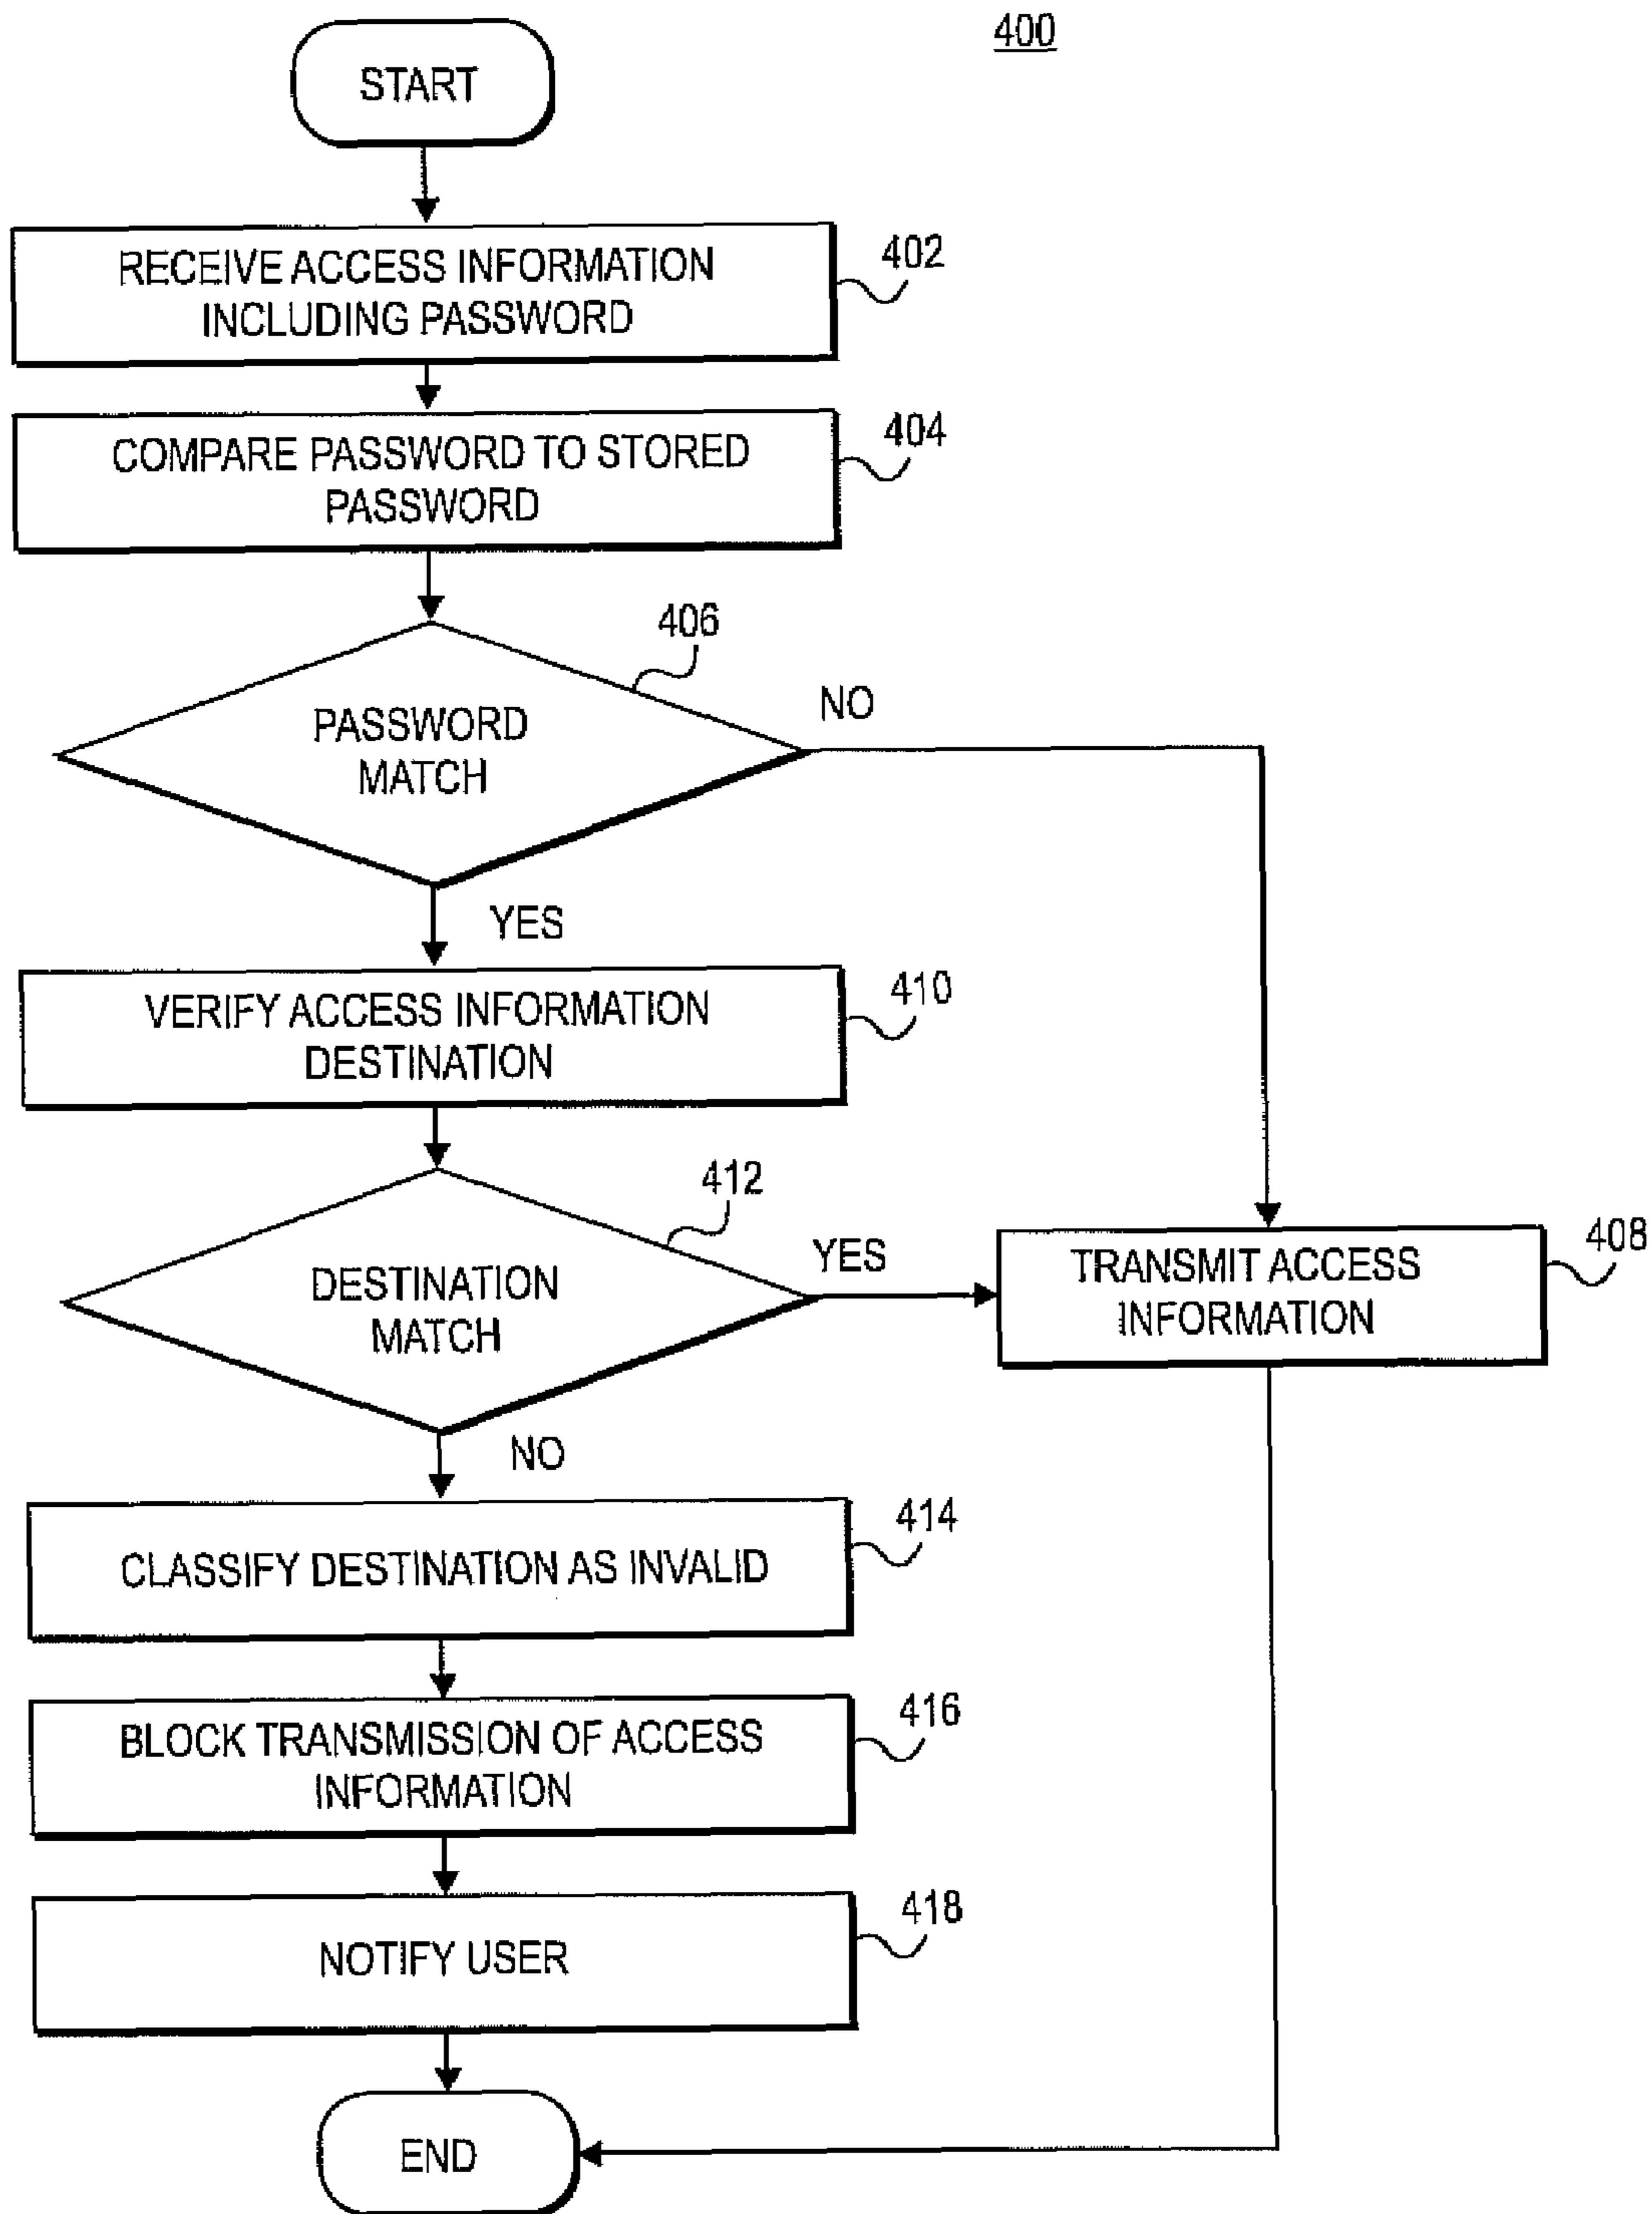 400
START
RECEIVE ACCESS INFORMATION
INCLUDING PASSWORD
402
COMPARE PASSWORD TO STORED
PASSWORD
404
406
PASSWORD
MATCH
NO
YES
VERIFY ACCESS INFORMATION
DESTINATION
410
412
DESTINATION
MATCH
YES
TRANSMIT ACCESS
INFORMATION
408
NO
CLASSIFY DESTINATION AS INVALID
414
BLOCK TRANSMISSION OF ACCESS
INFORMATION
416
NOTIFY USER
418
END